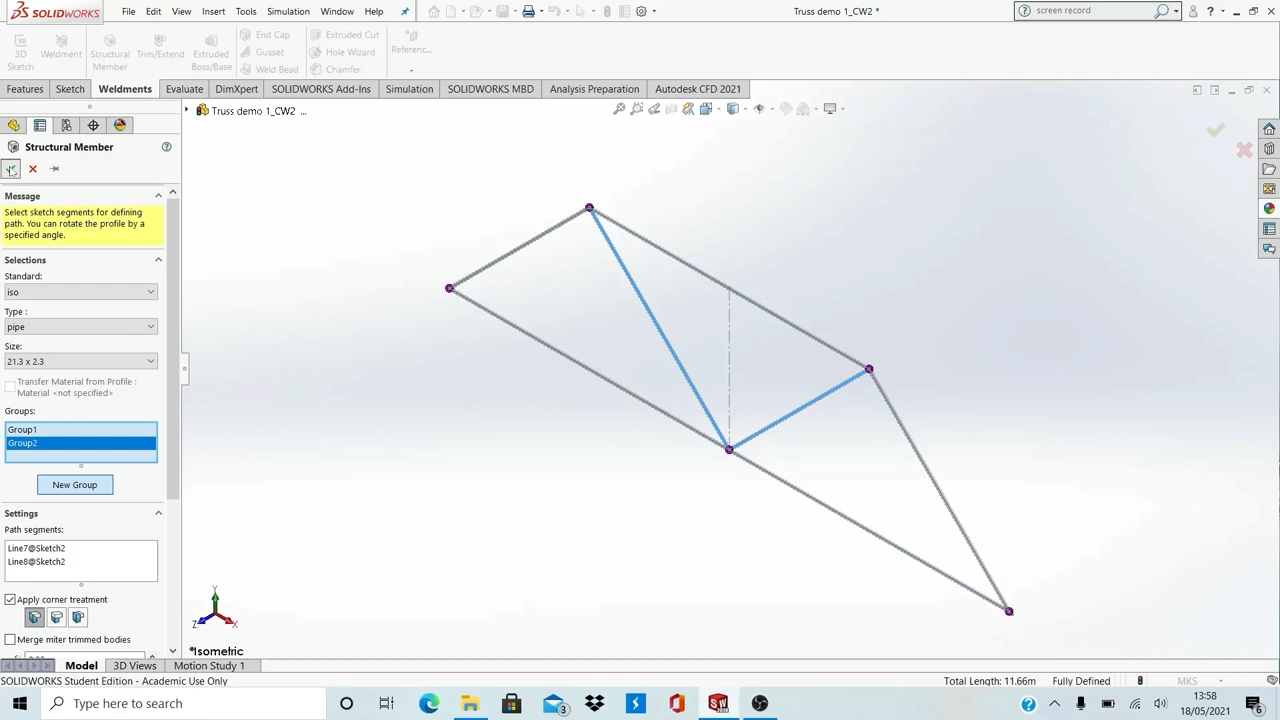 SOLIDWORKS File Edit View Insert Tools Simulation Window Help
Truss demo 1_CW2 *
screen record
3D Sketch
Weldment
Structural Member
Trim/Extend
Extruded Boss/Base
End Cap
Gusset
Weld Bead
Extruded Cut
Hole Wizard
Chamfer
Referenc...
Features Sketch Weldments Evaluate DimXpert SOLIDWORKS Add-Ins Simulation SOLIDWORKS MBD Analysis Preparation Autodesk CFD 2021
Truss demo 1_CW2 ...
Structural Member
Message
Select sketch segments for defining
path. You can rotate the profile by a
specified angle.
Selections
Standard:
iso
Type :
pipe
Size:
21.3 x 2.3
Transfer Material from Profile :
Material <not specified>
Groups:
Group1
Group2
New Group
Settings
Path segments:
Line7@Sketch2
Line8@Sketch2
Apply corner treatment
Merge miter trimmed bodies
Y
Z
X
*Isometric
Model 3D Views Motion Study 1
SOLIDWORKS Student Edition - Academic Use Only
Total Length: 11.66m Fully Defined MKS
Type here to search
3
13:58
18/05/2021
6